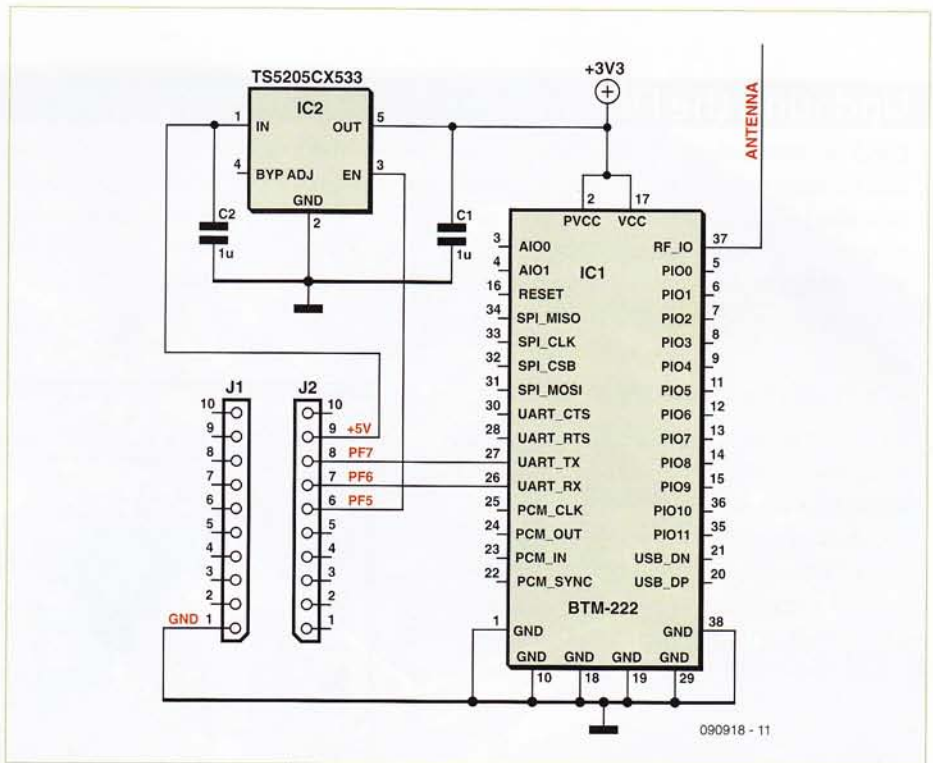 TS5205CX533
IC2
1 IN OUT 5
4 BYP ADJ EN 3
GND
2
C2
1u
C1
1u
+3V3
ANTENNA
2 17
PVCC VCC
IC1
3 AIO0
4 AIO1
16 RESET
34 SPI_MISO
33 SPI_CLK
32 SPI_CSB
31 SPI_MOSI
30 UART_CTS
28 UART_RTS
27 UART_TX
26 UART_RX
25 PCM_CLK
24 PCM_OUT
23 PCM_IN
22 PCM_SYNC
RF_IO 37
PIO0 5
PIO1 6
PIO2 7
PIO3 8
PIO4 9
PIO5 11
PIO6 12
PIO7 13
PIO8 14
PIO9 15
PIO10 36
PIO11 35
USB_DN 21
USB_DP 20
BTM-222
1 GND
GND 38
GND GND GND GND
10 18 19 29
J1
10
9
8
7
6
5
4
3
2
GND 1
J2
10
9 +5V
8 PF7
7 PF6
6 PF5
5
4
3
2
1
090918 - 11